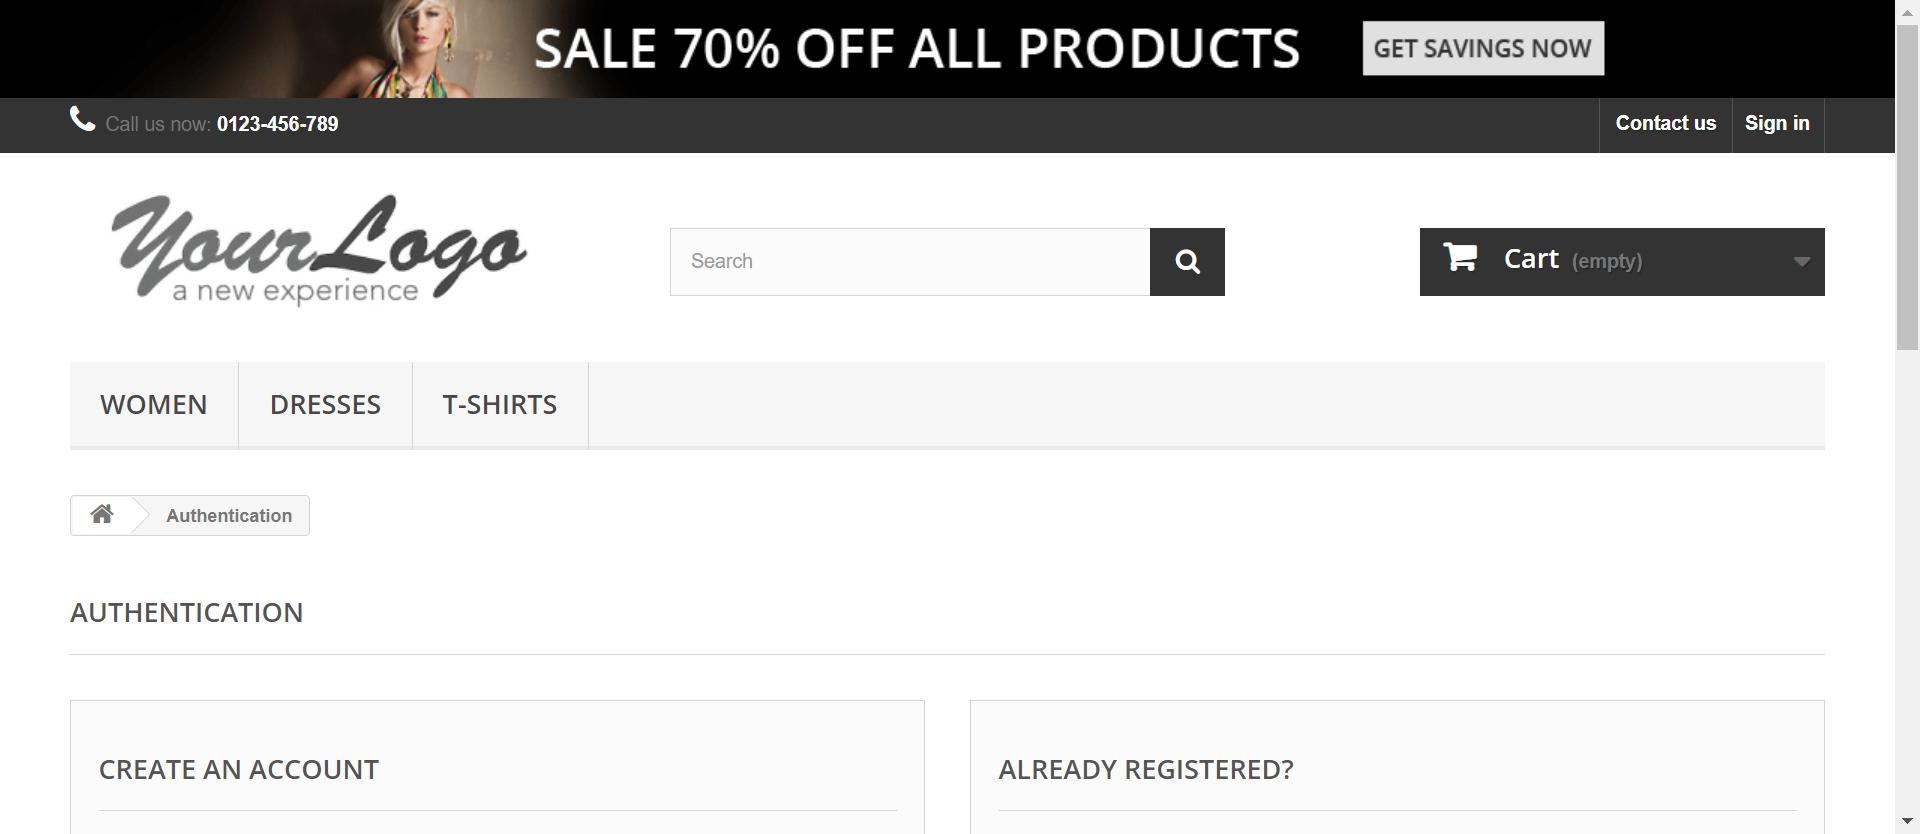 SALE 70% OFF ALL PRODUCTS
GET SAVINGS NOW
Call us now: 0123-456-789
Contact us
Sign in
Your Logo
a new experience
Search
Cart (empty)
WOMEN
DRESSES
T-SHIRTS
Authentication
AUTHENTICATION
CREATE AN ACCOUNT
ALREADY REGISTERED?